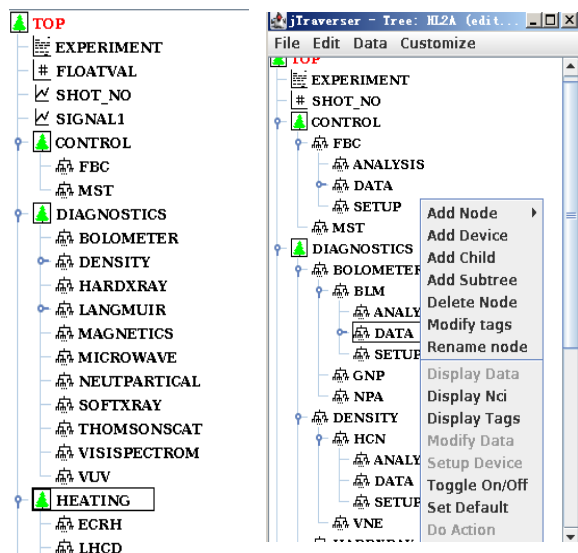 TOP
EXPERIMENT
# FLOATVAL
SHOT_NO
SIGNAL1
CONTROL
FBC
MST
DIAGNOSTICS
BOLOMETER
DENSITY
HARDXRAY
LANGMUIR
MAGNETICS
MICROWAVE
NEUTPARTICAL
SOFTXRAY
THOMSONSCAT
VISISPECTROM
VUV
HEATING
ECRH
LHCD
jTraverser - Tree: HL2A (edit...
File Edit Data Customize
TOP
EXPERIMENT
# SHOT_NO
CONTROL
FBC
ANALYSIS
DATA
SETUP
MST
DIAGNOSTICS
BOLOMETER
BLM
ANALY
DATA
SETUP
GNP
NPA
DENSITY
HCN
ANALY
DATA
SETUP
VNE
HARDXRAY
Add Node
Add Device
Add Child
Add Subtree
Delete Node
Modify tags
Rename node
Display Data
Display Nci
Display Tags
Modify Data
Setup Device
Toggle On/Off
Set Default
Do Action